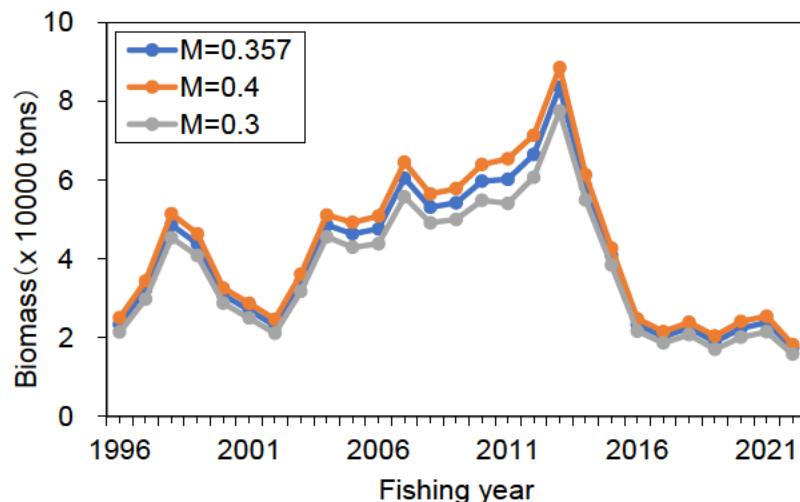 10
8
6
4
2
0
Biomass(x 10000 tons)
M=0.357
M=0.4
M=0.3
1996 2001 2006 2011 2016 2021
Fishing year